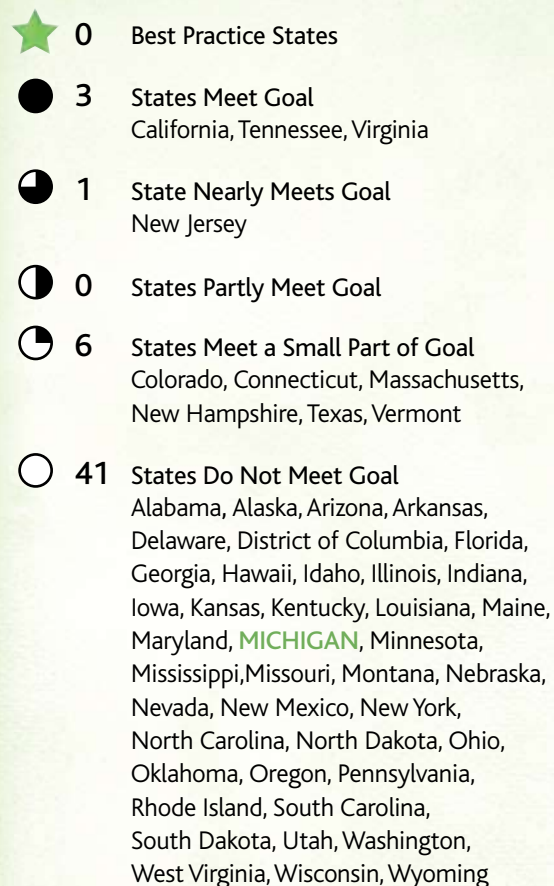 0 Best Practice States
3 States Meet Goal
California, Tennessee, Virginia
1 State Nearly Meets Goal
New Jersey
0 States Partly Meet Goal
6 States Meet a Small Part of Goal
Colorado, Connecticut, Massachusetts,
New Hampshire, Texas, Vermont
41 States Do Not Meet Goal
Alabama, Alaska, Arizona, Arkansas,
Delaware, District of Columbia, Florida,
Georgia, Hawaii, Idaho, Illinois, Indiana,
Iowa, Kansas, Kentucky, Louisiana, Maine,
Maryland, MICHIGAN, Minnesota,
Mississippi,Missouri, Montana, Nebraska,
Nevada, New Mexico, New York,
North Carolina, North Dakota, Ohio,
Oklahoma, Oregon, Pennsylvania,
Rhode Island, South Carolina,
South Dakota, Utah, Washington,
West Virginia, Wisconsin, Wyoming